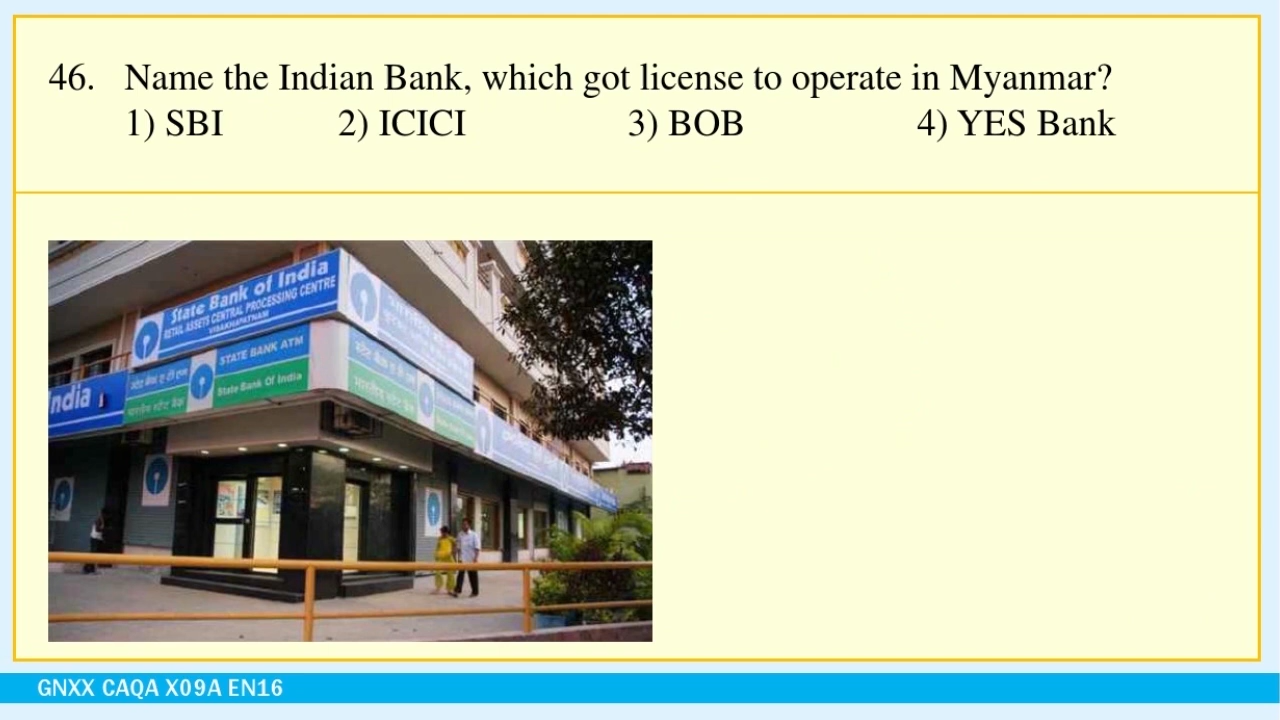 46. Name the Indian Bank, which got license to operate in Myanmar?
1) SBI 2) ICICI 3) BOB 4) YES Bank
State Bank of India
RETAIL ASSETS CENTRAL PROCESSING CENTRE
VISAKHAPATNAM
STATE BANK ATM
State Bank Of India
भारतीय स्टेट बैंक
ndia
GNXX CAQA X09A EN16